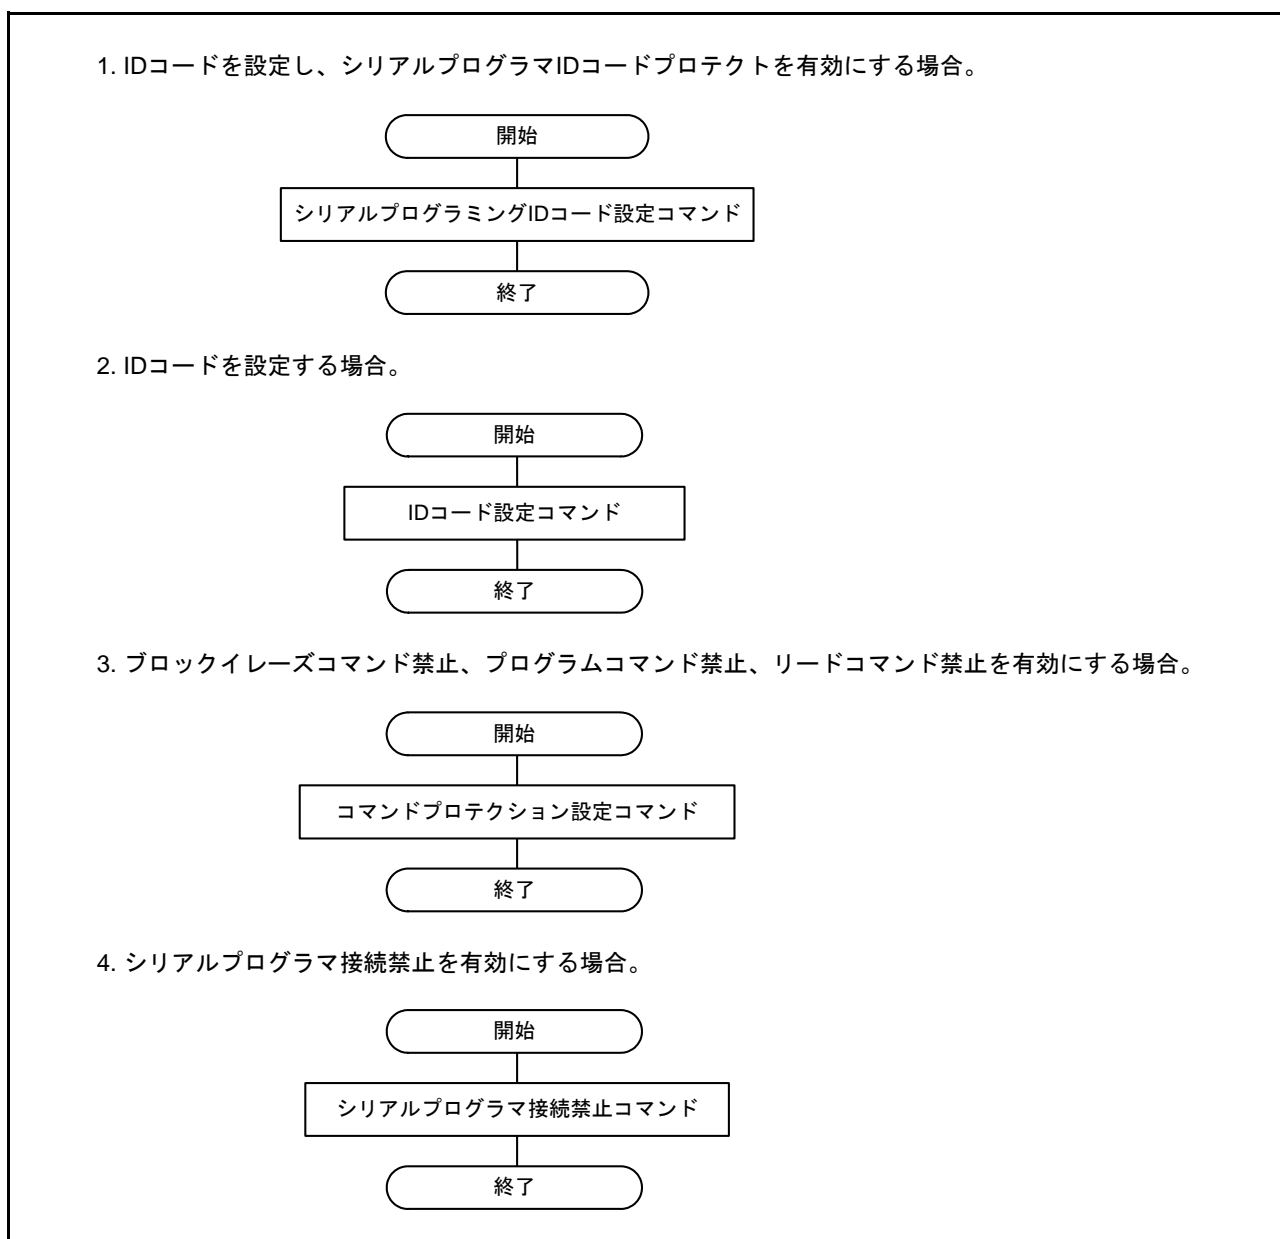 1. IDコードを設定し、シリアルプログラマIDコードプロテクトを有効にする場合。
開始
シリアルプログラミングIDコード設定コマンド
終了
2. IDコードを設定する場合。
開始
IDコード設定コマンド
終了
3. ブロックイレーズコマンド禁止、プログラムコマンド禁止、リードコマンド禁止を有効にする場合。
開始
コマンドプロテクション設定コマンド
終了
4. シリアルプログラマ接続禁止を有効にする場合。
開始
シリアルプログラマ接続禁止コマンド
終了